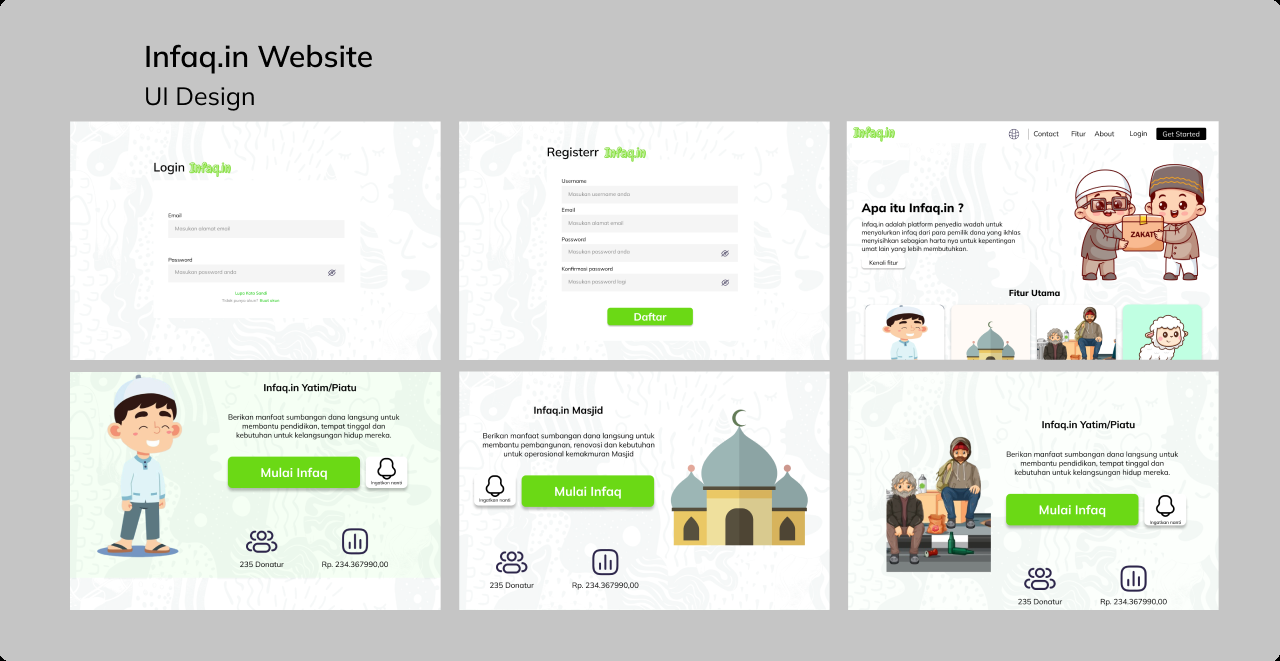 Infaq.in Website
UI Design
Login Infaq.in
Email
Masukan alamat email
Password
Masukan password anda
Lupa Kata Sandi
Tidak punya akun? Buat akun
Registerr Infaq.in
Username
Masukan username anda
Email
Masukan alamat email
Password
Masukan password anda
Konfirmasi password
Masukan password lagi
Daftar
Infaq.in
Contact Fitur About Login Get Started
Apa itu Infaq.in ?
Infaq.in adalah platform penyedia wadah untuk
menyalurkan infaq dari para pemilik dana yang ikhlas
menyisihkan sebagian harta nya untuk kepentingan
umat lain yang lebih membutuhkan.
Kenali fitur
ZAKAT
Fitur Utama
Infaq.in Yatim/Piatu
Berikan manfaat sumbangan dana langsung untuk
membantu pendidikan, tempat tinggal dan
kebutuhan untuk kelangsungan hidup mereka.
Mulai Infaq
Ingatkan nanti
235 Donatur
Rp. 234.367990,00
Infaq.in Masjid
Berikan manfaat sumbangan dana langsung untuk
membantu pembangunan, renovasi dan kebutuhan
untuk operasional kemakmuran Masjid
Ingatkan nanti
Mulai Infaq
235 Donatur
Rp. 234.367990,00
Infaq.in Yatim/Piatu
Berikan manfaat sumbangan dana langsung untuk
membantu pendidikan, tempat tinggal dan
kebutuhan untuk kelangsungan hidup mereka.
Mulai Infaq
Ingatkan nanti
235 Donatur
Rp. 234.367990,00